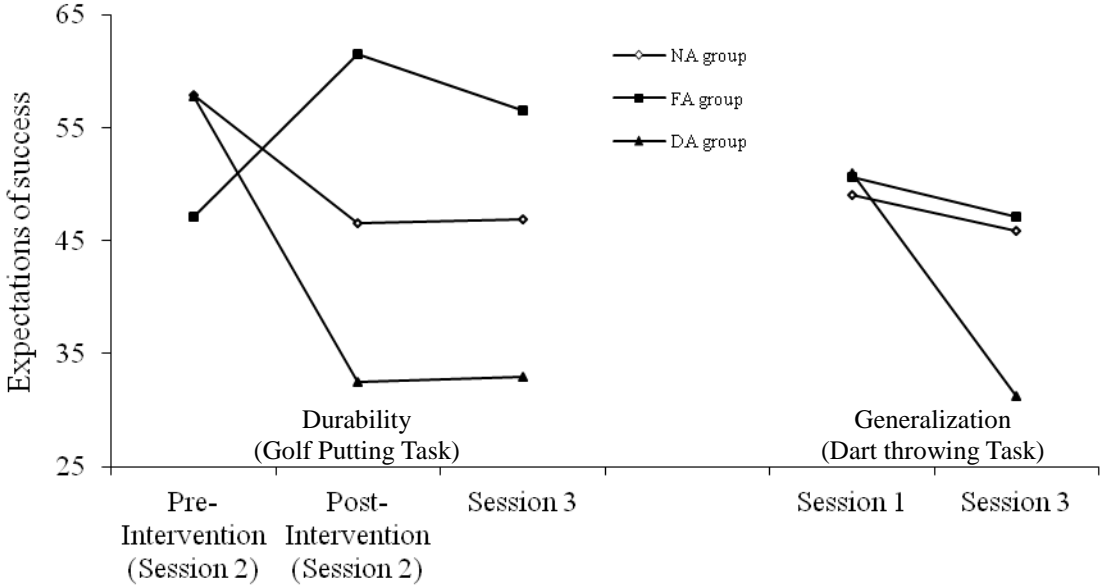 65
55
45
35
25
Expectations of success
NA group
FA group
DA group
Durability
(Golf Putting Task)
Generalization
(Dart throwing Task)
Pre-
Intervention
(Session 2)
Post-
Intervention
(Session 2)
Session 3
Session 1
Session 3